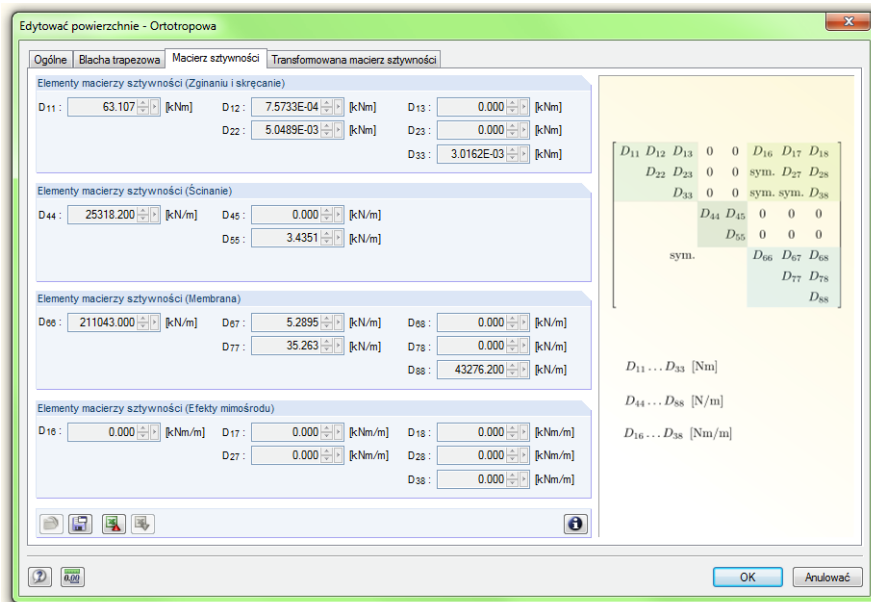 Edytować powierzchnie - Ortotropowa
Ogólne Blacha trapezowa Macierz sztywności Transformowana macierz sztywności
Elementy macierzy sztywności (Zginaniu i skręcanie)
D11 : 63.107 [kNm] D12 : 7.5733E-04 [kNm] D13 : 0.000 [kNm]
D22 : 5.0489E-03 [kNm] D23 : 0.000 [kNm]
D33 : 3.0162E-03 [kNm]
Elementy macierzy sztywności (Ścinanie)
D44 : 25318.200 [kN/m] D45 : 0.000 [kN/m]
D55 : 3.4351 [kN/m]
Elementy macierzy sztywności (Membrana)
D66 : 211043.000 [kN/m] D67 : 5.2895 [kN/m] D68 : 0.000 [kN/m]
D77 : 35.263 [kN/m] D78 : 0.000 [kN/m]
D88 : 43276.200 [kN/m]
Elementy macierzy sztywności (Efekty mimośrodu)
D16 : 0.000 [kNm/m] D17 : 0.000 [kNm/m] D18 : 0.000 [kNm/m]
D27 : 0.000 [kNm/m] D28 : 0.000 [kNm/m]
D38 : 0.000 [kNm/m]
D11 D12 D13 0 0 D16 D17 D18
D22 D23 0 0 sym. D27 D28
D33 0 0 sym. sym. D38
D44 D45 0 0 0
D55 0 0 0
sym. D66 D67 D68
D77 D78
D88
D11 ... D33 [Nm]
D44 ... D88 [N/m]
D16 ... D38 [Nm/m]
0.00
OK Anulować